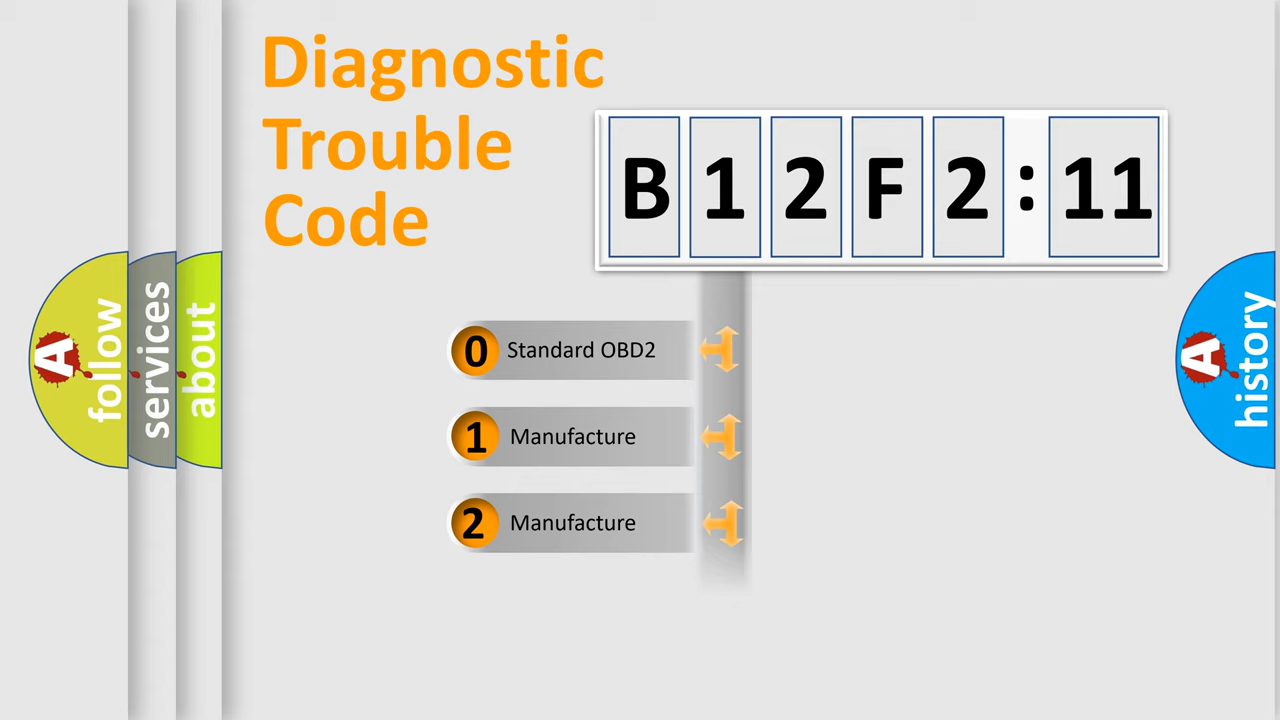 Diagnostic
Trouble
Code
B 1 2 F 2 : 11
0 Standard OBD2
1 Manufacture
2 Manufacture
A follow
services
about
A history